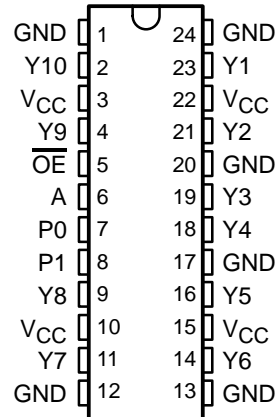 GND 1 24 GND
Y10 2 23 Y1
VCC 3 22 VCC
Y9 4 21 Y2
OE 5 20 GND
A 6 19 Y3
P0 7 18 Y4
P1 8 17 GND
Y8 9 16 Y5
VCC 10 15 VCC
Y7 11 14 Y6
GND 12 13 GND